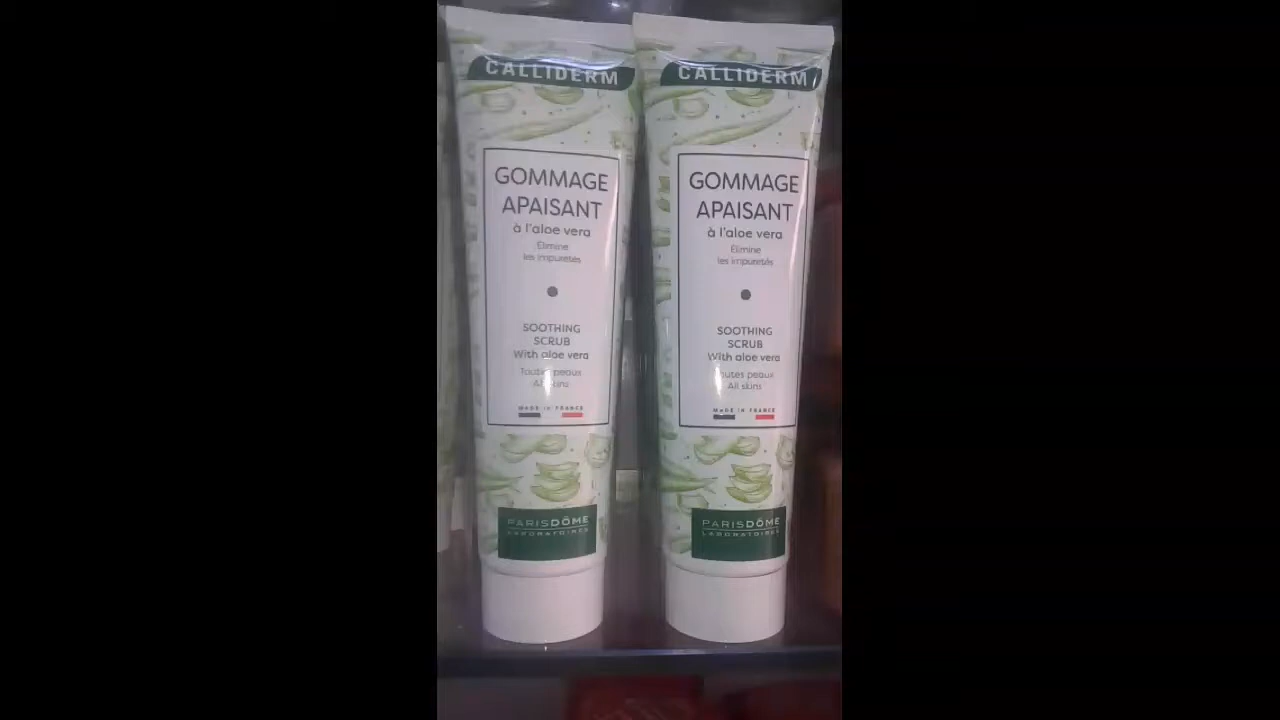 CALLIDERM
GOMMAGE
APAISANT
à l'aloe vera
Élimine
les impuretés
SOOTHING
SCRUB
With aloe vera
Toutes peaux
All skins
MADE IN FRANCE
PARISDÔME
LABORATOIRES
CALLIDERM
GOMMAGE
APAISANT
à l'aloe vera
Élimine
les impuretés
SOOTHING
SCRUB
With aloe vera
Toutes peaux
All skins
MADE IN FRANCE
PARISDÔME
LABORATOIRES